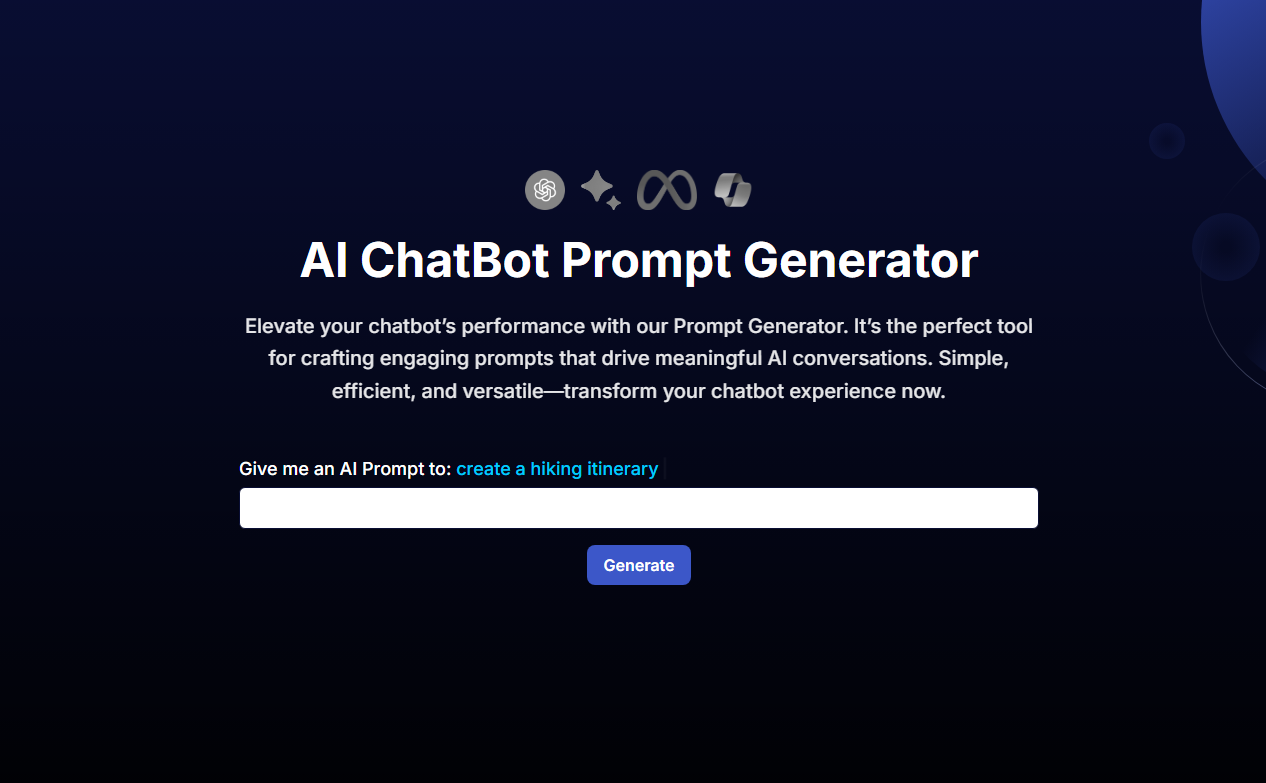 AI ChatBot Prompt Generator
Elevate your chatbot’s performance with our Prompt Generator. It’s the perfect tool
for crafting engaging prompts that drive meaningful AI conversations. Simple,
efficient, and versatile—transform your chatbot experience now.
Give me an AI Prompt to: create a hiking itinerary
Generate